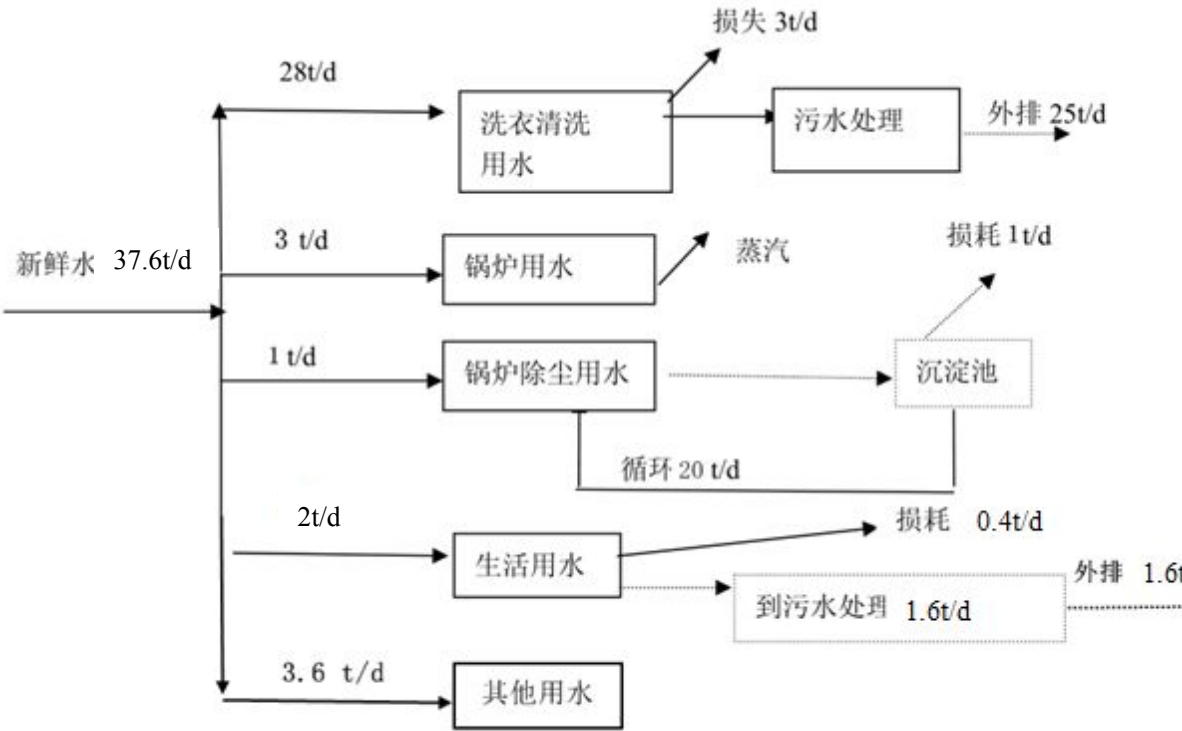 损失 3t/d
28t/d
洗衣清洗
用水
污水处理
外排 25t/d
新鲜水 37.6t/d
3 t/d
锅炉用水
蒸汽
损耗 1t/d
1 t/d
锅炉除尘用水
沉淀池
循环 20 t/d
2t/d
生活用水
损耗 0.4t/d
到污水处理 1.6t/d
外排 1.6t
3.6 t/d
其他用水